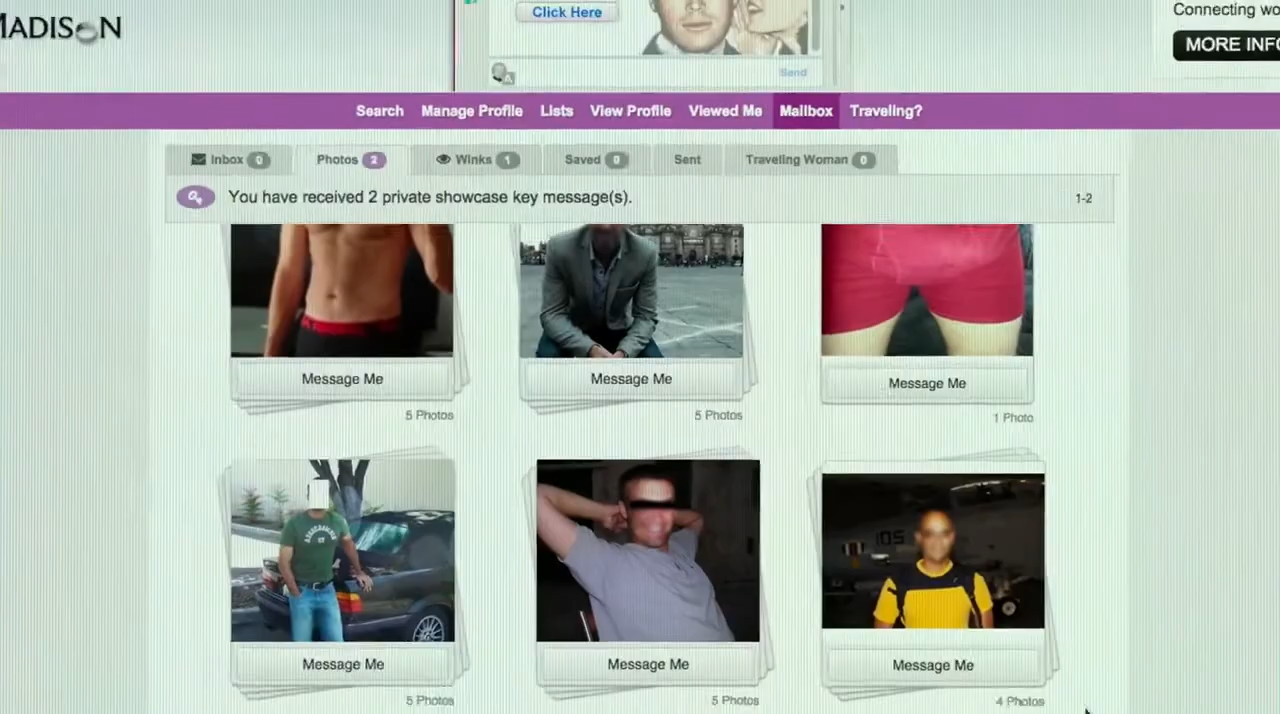 MADISON
Click Here
Send
Connecting wo
MORE INFO
Search Manage Profile Lists View Profile Viewed Me Mailbox Traveling?
Inbox 0 Photos 2 Winks 1 Saved 0 Sent Traveling Woman 0
You have received 2 private showcase key message(s). 1-2
Message Me Message Me Message Me
5 Photos 5 Photos 1 Photo
105
Message Me Message Me Message Me
5 Photos 5 Photos 4 Photos